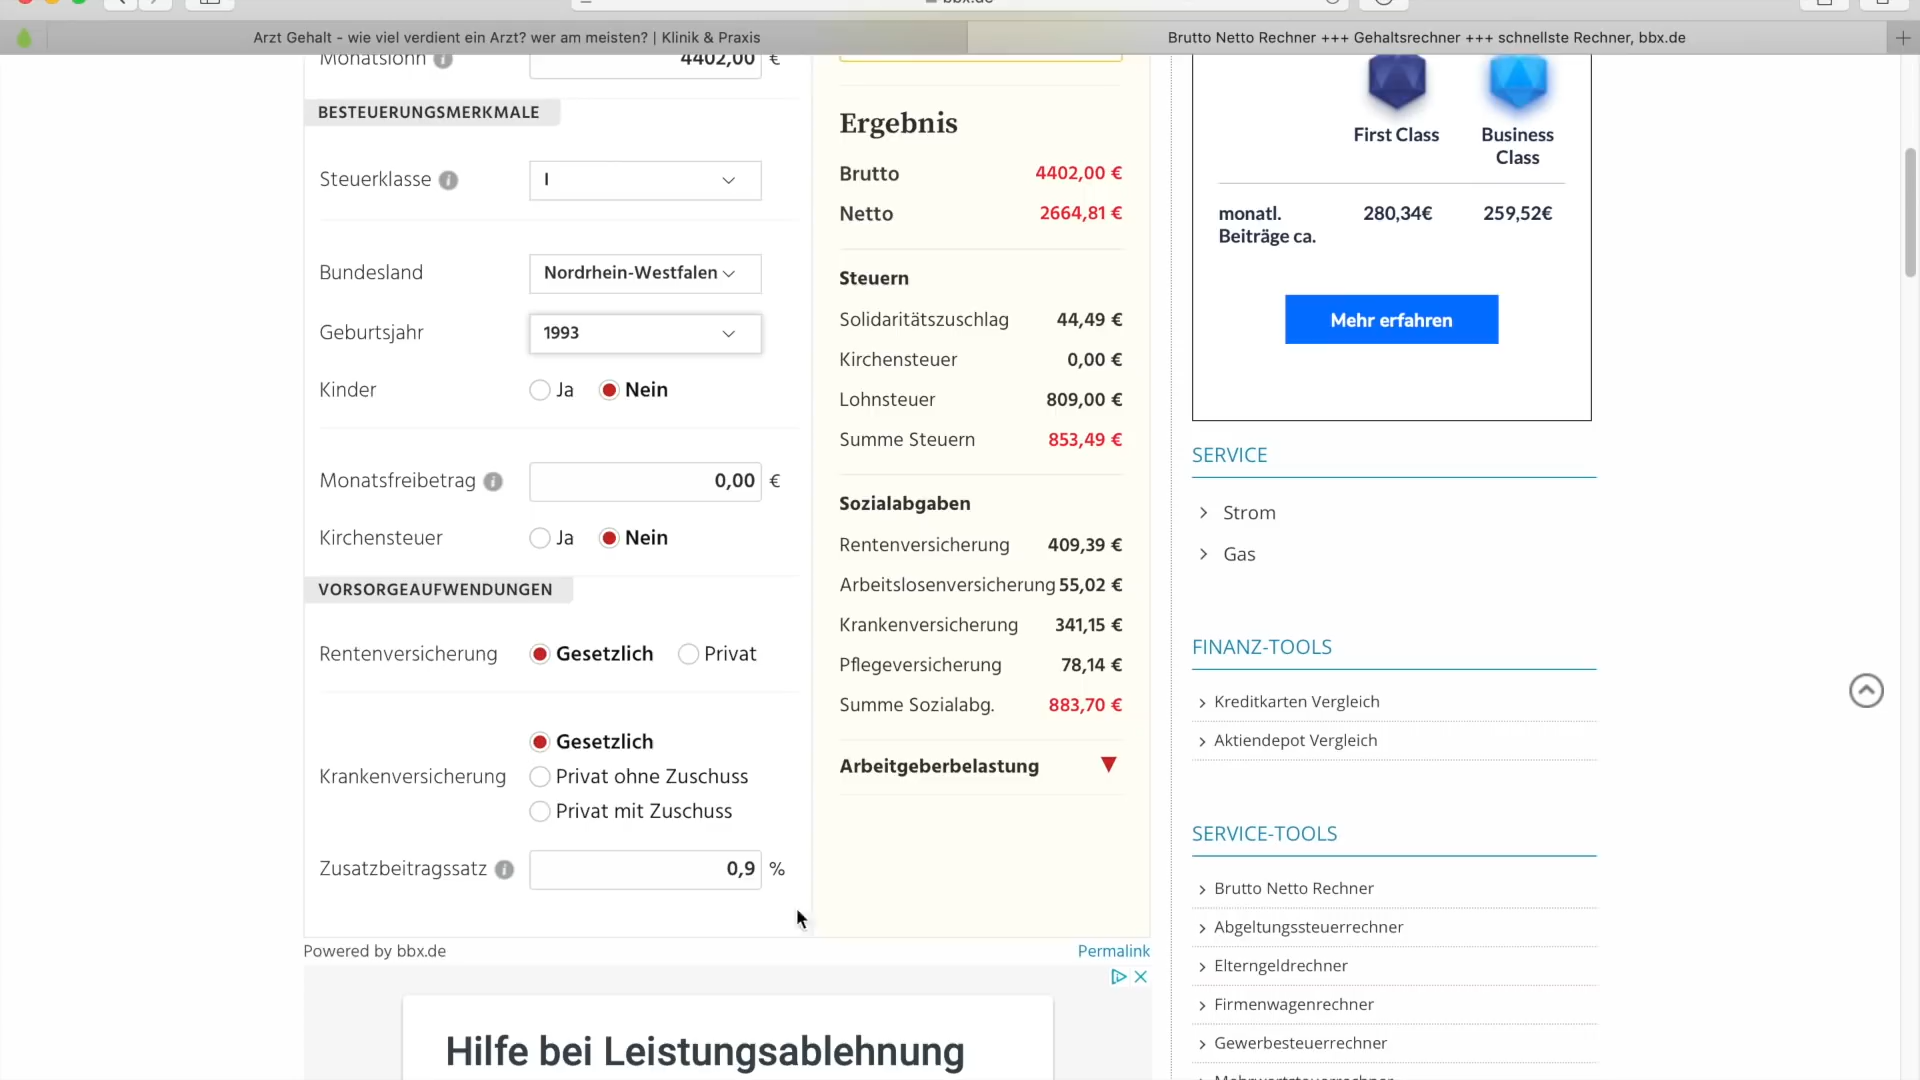 bbx.de
Arzt Gehalt - wie viel verdient ein Arzt? wer am meisten? | Klinik & Praxis
Brutto Netto Rechner +++ Gehaltsrechner +++ schnellste Rechner, bbx.de
Monatslohn 4402,00 €
BESTEUERUNGSMERKMALE
Steuerklasse I
Bundesland Nordrhein-Westfalen
Geburtsjahr 1993
Kinder Ja Nein
Monatsfreibetrag 0,00 €
Kirchensteuer Ja Nein
VORSORGEAUFWENDUNGEN
Rentenversicherung Gesetzlich Privat
Gesetzlich
Krankenversicherung Privat ohne Zuschuss
Privat mit Zuschuss
Zusatzbeitragssatz 0,9 %
Powered by bbx.de
Permalink
Ergebnis
Brutto 4402,00 €
Netto 2664,81 €
Steuern
Solidaritätszuschlag 44,49 €
Kirchensteuer 0,00 €
Lohnsteuer 809,00 €
Summe Steuern 853,49 €
Sozialabgaben
Rentenversicherung 409,39 €
Arbeitslosenversicherung 55,02 €
Krankenversicherung 341,15 €
Pflegeversicherung 78,14 €
Summe Sozialabg. 883,70 €
Arbeitgeberbelastung
Hilfe bei Leistungsablehnung
First Class
Business
Class
monatl. 280,34€ 259,52€
Beiträge ca.
Mehr erfahren
SERVICE
Strom
Gas
FINANZ-TOOLS
Kreditkarten Vergleich
Aktiendepot Vergleich
SERVICE-TOOLS
Brutto Netto Rechner
Abgeltungssteuerrechner
Elterngeldrechner
Firmenwagenrechner
Gewerbesteuerrechner
Mehrwertsteuerrechner